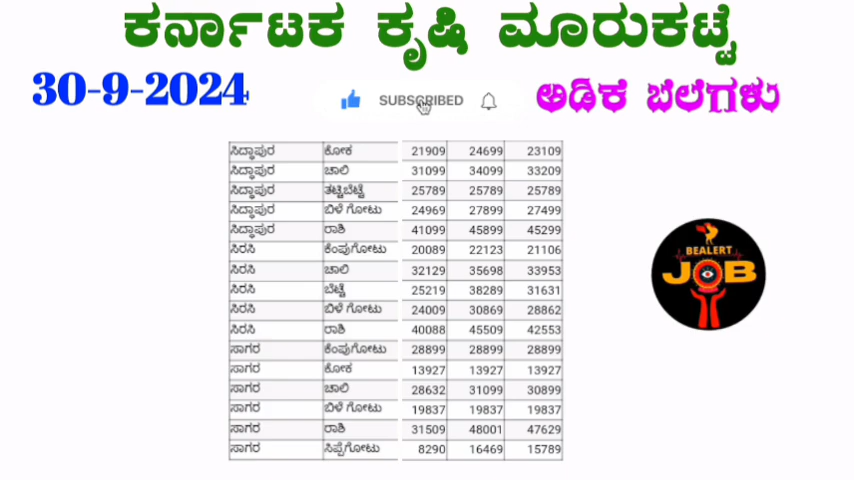 ಕರ್ನಾಟಕ ಕೃಷಿ ಮಾರುಕಟ್ಟೆ
30-9-2024 SUBSCRIBED ಅಡಿಕೆ ಬೆಲೆಗಳು
ಸಿದ್ಧಾಪುರ ಕೋಕ 21909 24699 23109
ಸಿದ್ಧಾಪುರ ಚಾಲಿ 31099 34099 33209
ಸಿದ್ಧಾಪುರ ತಟ್ಟಿಬೆಟ್ಟೆ 25789 25789 25789
ಸಿದ್ಧಾಪುರ ಬಿಳೆ ಗೋಟು 24969 27899 27499
ಸಿದ್ಧಾಪುರ ರಾಶಿ 41099 45899 45299
ಸಿರಸಿ ಕೆಂಪುಗೋಟು 20089 22123 21106
ಸಿರಸಿ ಚಾಲಿ 32129 35698 33953
ಸಿರಸಿ ಬೆಟ್ಟೆ 25219 38289 31631
ಸಿರಸಿ ಬಿಳೆ ಗೋಟು 24009 30869 28862
ಸಿರಸಿ ರಾಶಿ 40088 45509 42553
ಸಾಗರ ಕೆಂಪುಗೋಟು 28899 28899 28899
ಸಾಗರ ಕೋಕ 13927 13927 13927
ಸಾಗರ ಚಾಲಿ 28632 31099 30899
ಸಾಗರ ಬಿಳೆ ಗೋಟು 19837 19837 19837
ಸಾಗರ ರಾಶಿ 31509 48001 47629
ಸಾಗರ ಸಿಪ್ಪೆಗೋಟು 8290 16469 15789
BEALERT
JOB